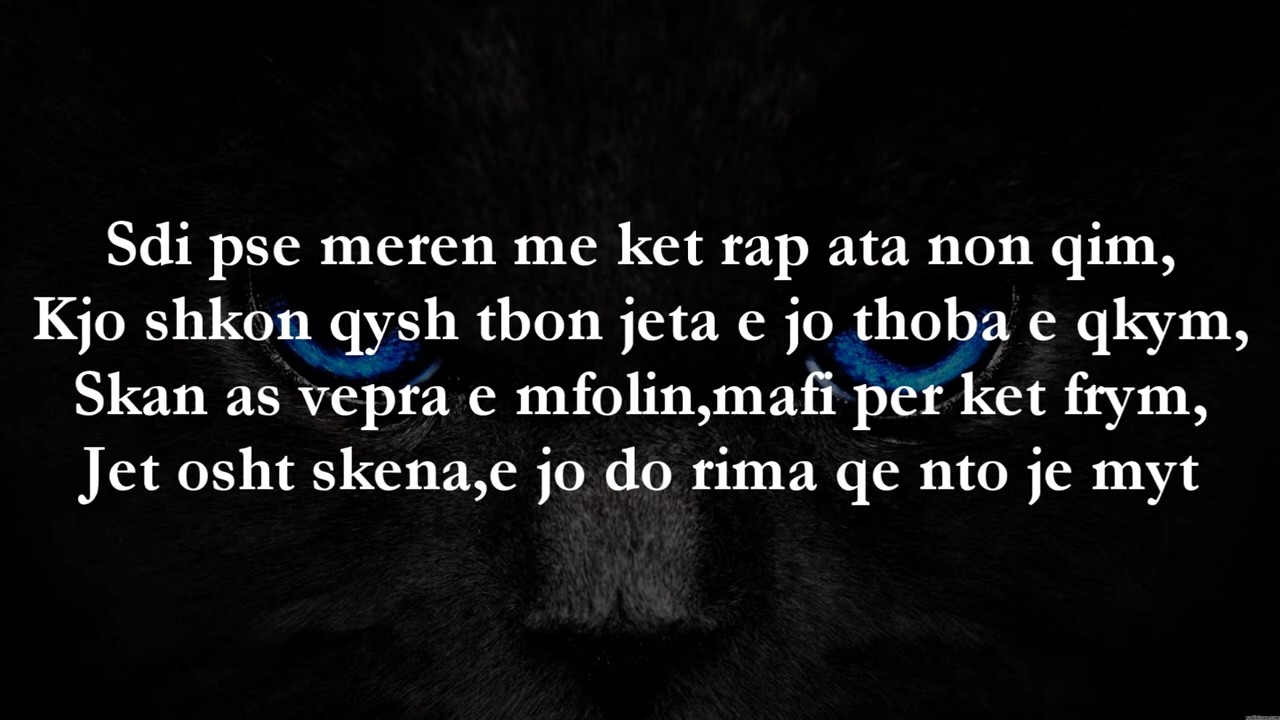 Sdi pse meren me ket rap ata non qim,
Kjo shkon qysh tbon jeta e jo thoba e qkym,
Skan as vepra e mfolin,mafi per ket frym,
Jet osht skena,e jo do rima qe nto je myt